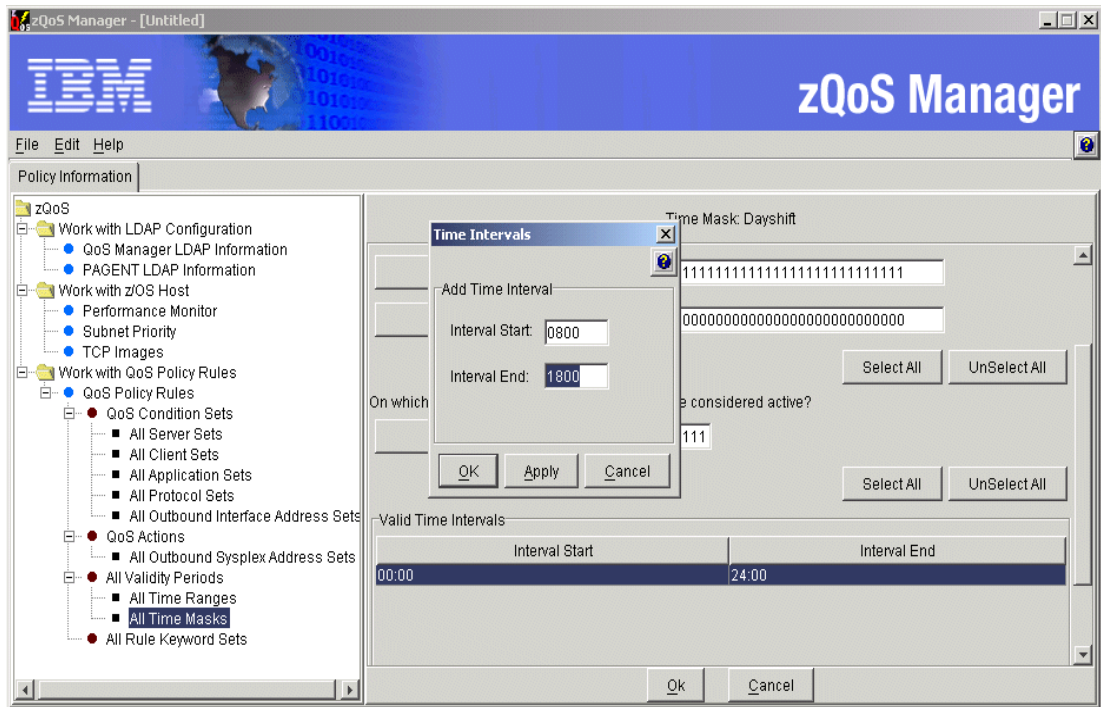 zQoS Manager - [Untitled]
IBM
zQoS Manager
File Edit Help
Policy Information
zQoS
Work with LDAP Configuration
QoS Manager LDAP Information
PAGENT LDAP Information
Work with z/OS Host
Performance Monitor
Subnet Priority
TCP Images
Work with QoS Policy Rules
QoS Policy Rules
QoS Condition Sets
All Server Sets
All Client Sets
All Application Sets
All Protocol Sets
All Outbound Interface Address Sets
QoS Actions
All Outbound Sysplex Address Sets
All Validity Periods
All Time Ranges
All Time Masks
All Rule Keyword Sets
Time Mask: Dayshift
Select All UnSelect All
On which
e considered active?
111
Select All UnSelect All
Valid Time Intervals
Interval Start Interval End
00:00 24:00
Ok Cancel
Time Intervals
Add Time Interval
Interval Start: 0800
Interval End: 1800
OK Apply Cancel